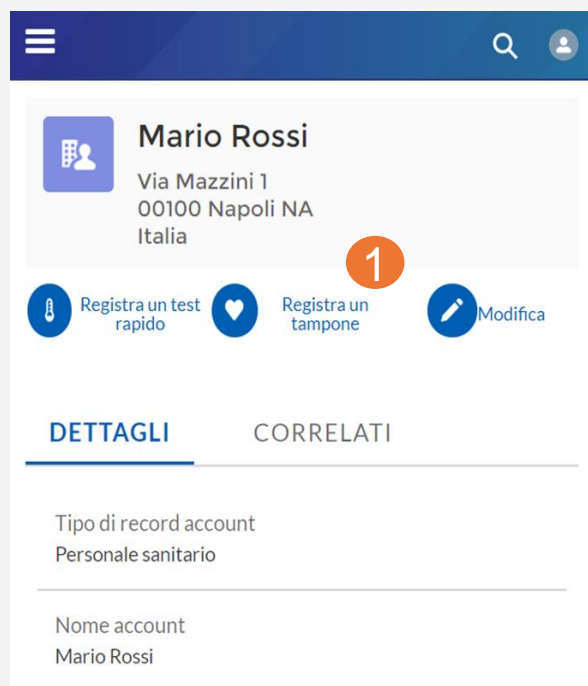 Mario Rossi
Via Mazzini 1
00100 Napoli NA
Italia
1
Registra un test
rapido
Registra un
tampone
Modifica
DETTAGLI
CORRELATI
Tipo di record account
Personale sanitario
Nome account
Mario Rossi